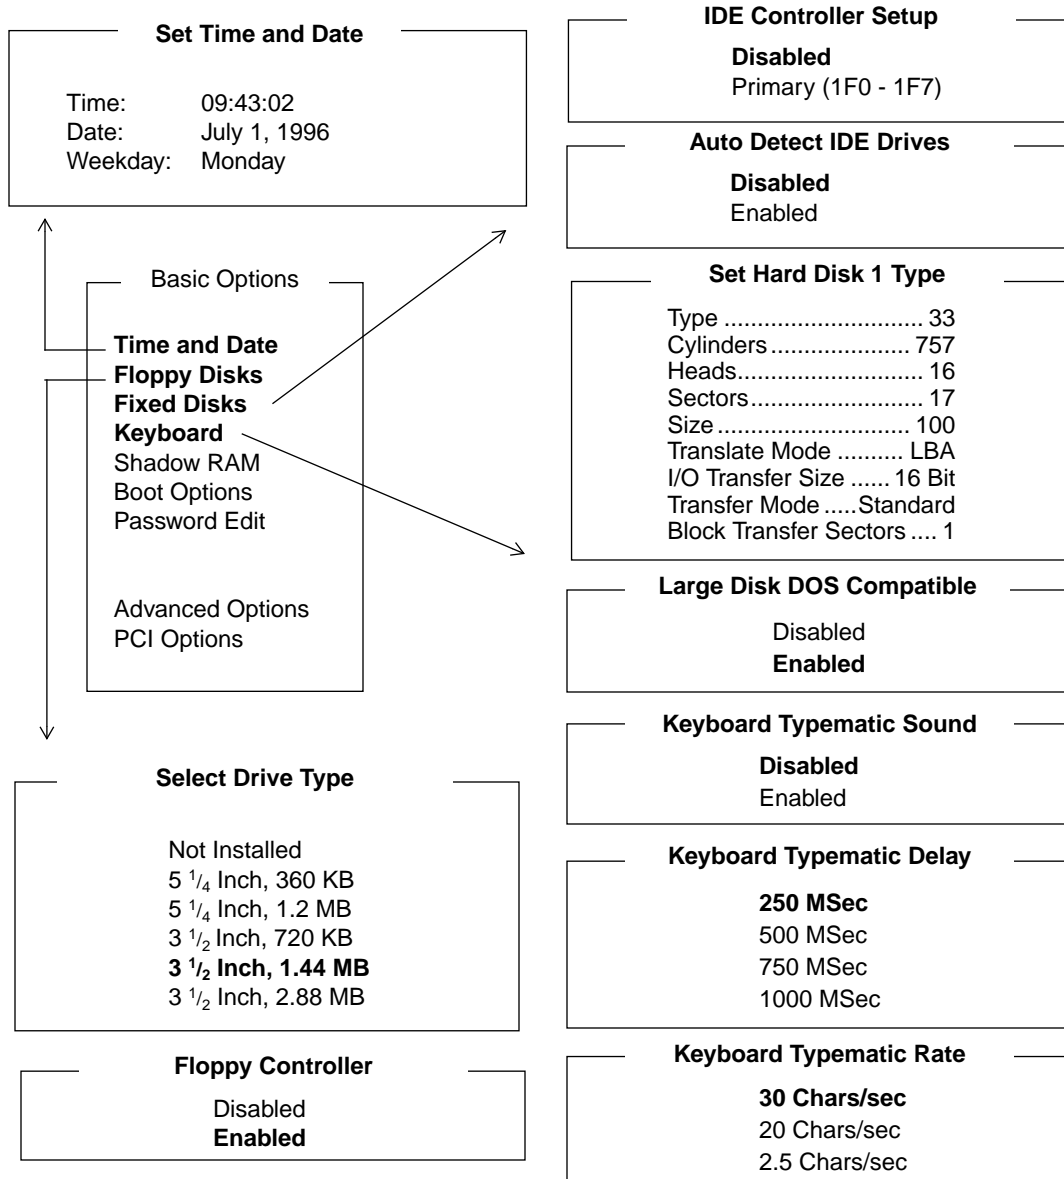 Set Time and Date
Time: 09:43:02
Date: July 1, 1996
Weekday: Monday
Basic Options
Time and Date
Floppy Disks
Fixed Disks
Keyboard
Shadow RAM
Boot Options
Password Edit
Advanced Options
PCI Options
Select Drive Type
Not Installed
5 1/4 Inch, 360 KB
5 1/4 Inch, 1.2 MB
3 1/2 Inch, 720 KB
3 1/2 Inch, 1.44 MB
3 1/2 Inch, 2.88 MB
Floppy Controller
Disabled
Enabled
IDE Controller Setup
Disabled
Primary (1F0 - 1F7)
Auto Detect IDE Drives
Disabled
Enabled
Set Hard Disk 1 Type
Type .............................. 33
Cylinders ..................... 757
Heads............................ 16
Sectors.......................... 17
Size ............................. 100
Translate Mode .......... LBA
I/O Transfer Size ...... 16 Bit
Transfer Mode .....Standard
Block Transfer Sectors .... 1
Large Disk DOS Compatible
Disabled
Enabled
Keyboard Typematic Sound
Disabled
Enabled
Keyboard Typematic Delay
250 MSec
500 MSec
750 MSec
1000 MSec
Keyboard Typematic Rate
30 Chars/sec
20 Chars/sec
2.5 Chars/sec